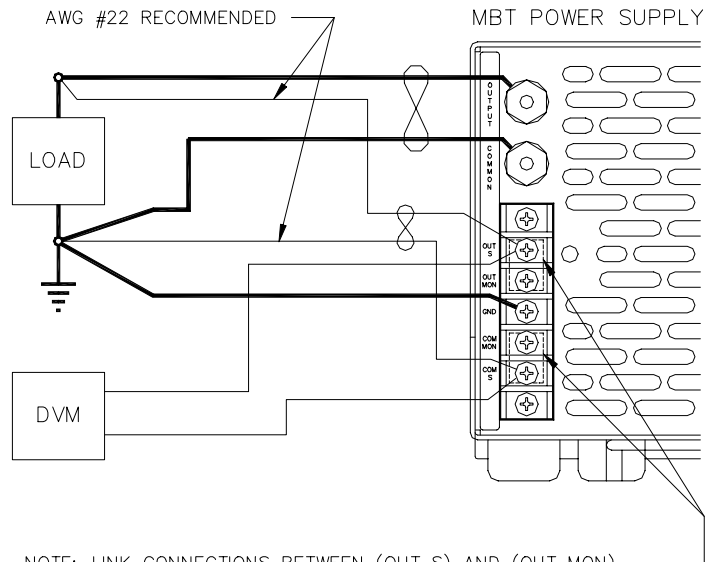 AWG #22 RECOMMENDED
MBT POWER SUPPLY
OUTPUT
COMMON
LOAD
OUT
S
OUT
MON
GND
COM
MON
COM
S
DVM
NOTE: LINK CONNECTIONS BETWEEN (OUT S) AND (OUT MON)